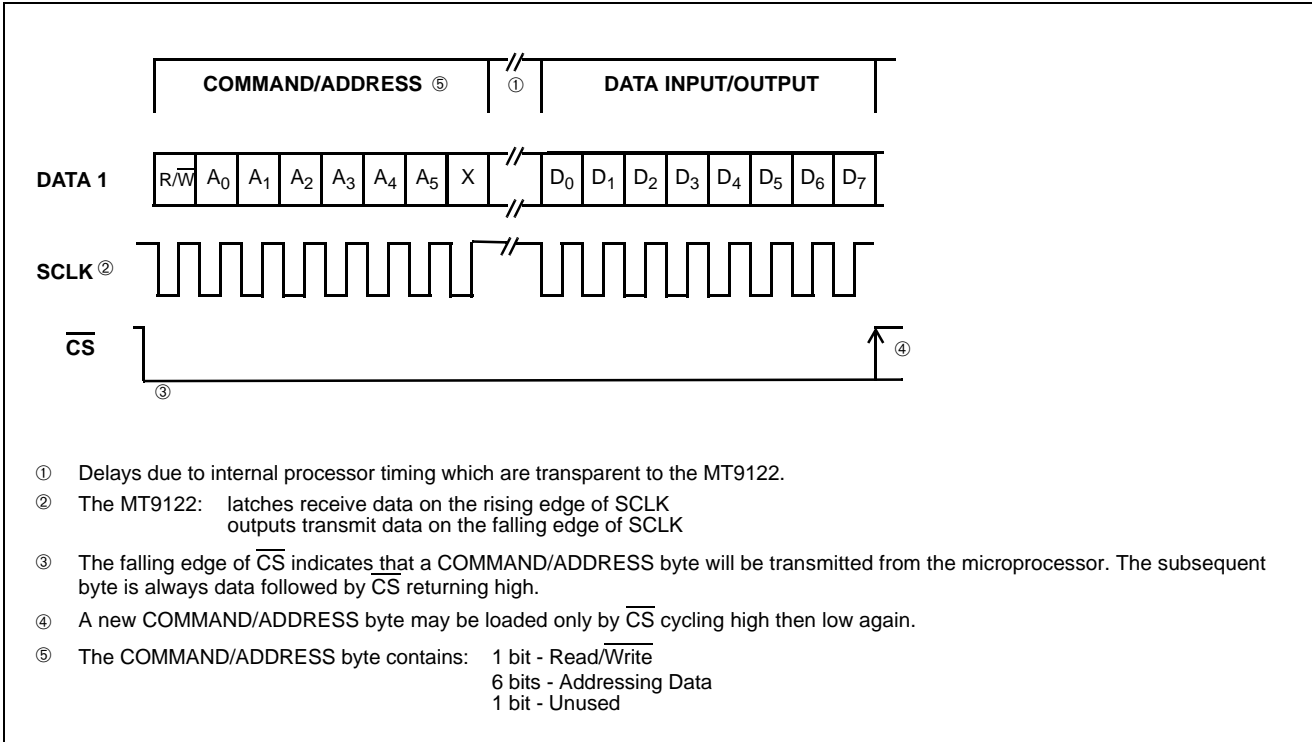 COMMAND/ADDRESS ⑤ ① DATA INPUT/OUTPUT
DATA 1 R/W̅ A₀ A₁ A₂ A₃ A₄ A₅ X D₀ D₁ D₂ D₃ D₄ D₅ D₆ D₇
SCLK ②
C̅S̅ ④
③
① Delays due to internal processor timing which are transparent to the MT9122.
② The MT9122: latches receive data on the rising edge of SCLK
outputs transmit data on the falling edge of SCLK
③ The falling edge of C̅S̅ indicates that a COMMAND/ADDRESS byte will be transmitted from the microprocessor. The subsequent
byte is always data followed by C̅S̅ returning high.
④ A new COMMAND/ADDRESS byte may be loaded only by C̅S̅ cycling high then low again.
⑤ The COMMAND/ADDRESS byte contains: 1 bit - Read/W̅r̅i̅t̅e̅
6 bits - Addressing Data
1 bit - Unused